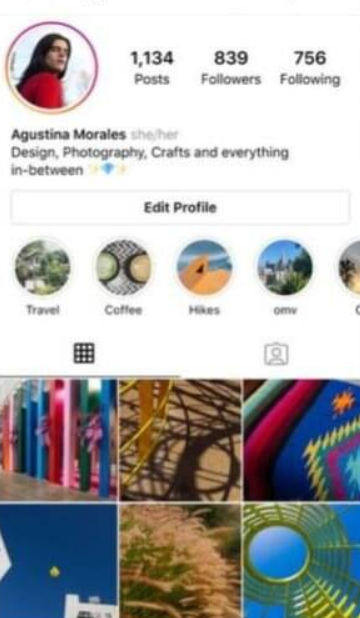 1,134 839 756
Posts Followers Following
Agustina Morales she/her
Design, Photography, Crafts and everything
in-between ✨💎✨
Edit Profile
Travel Coffee Hikes omv